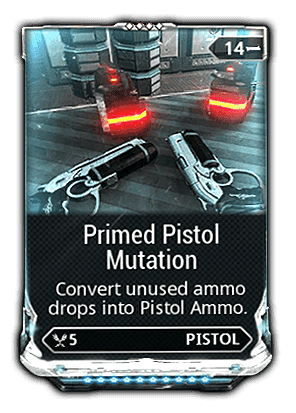 14
Primed Pistol
Mutation
Convert unused ammo
drops into Pistol Ammo.
5 PISTOL